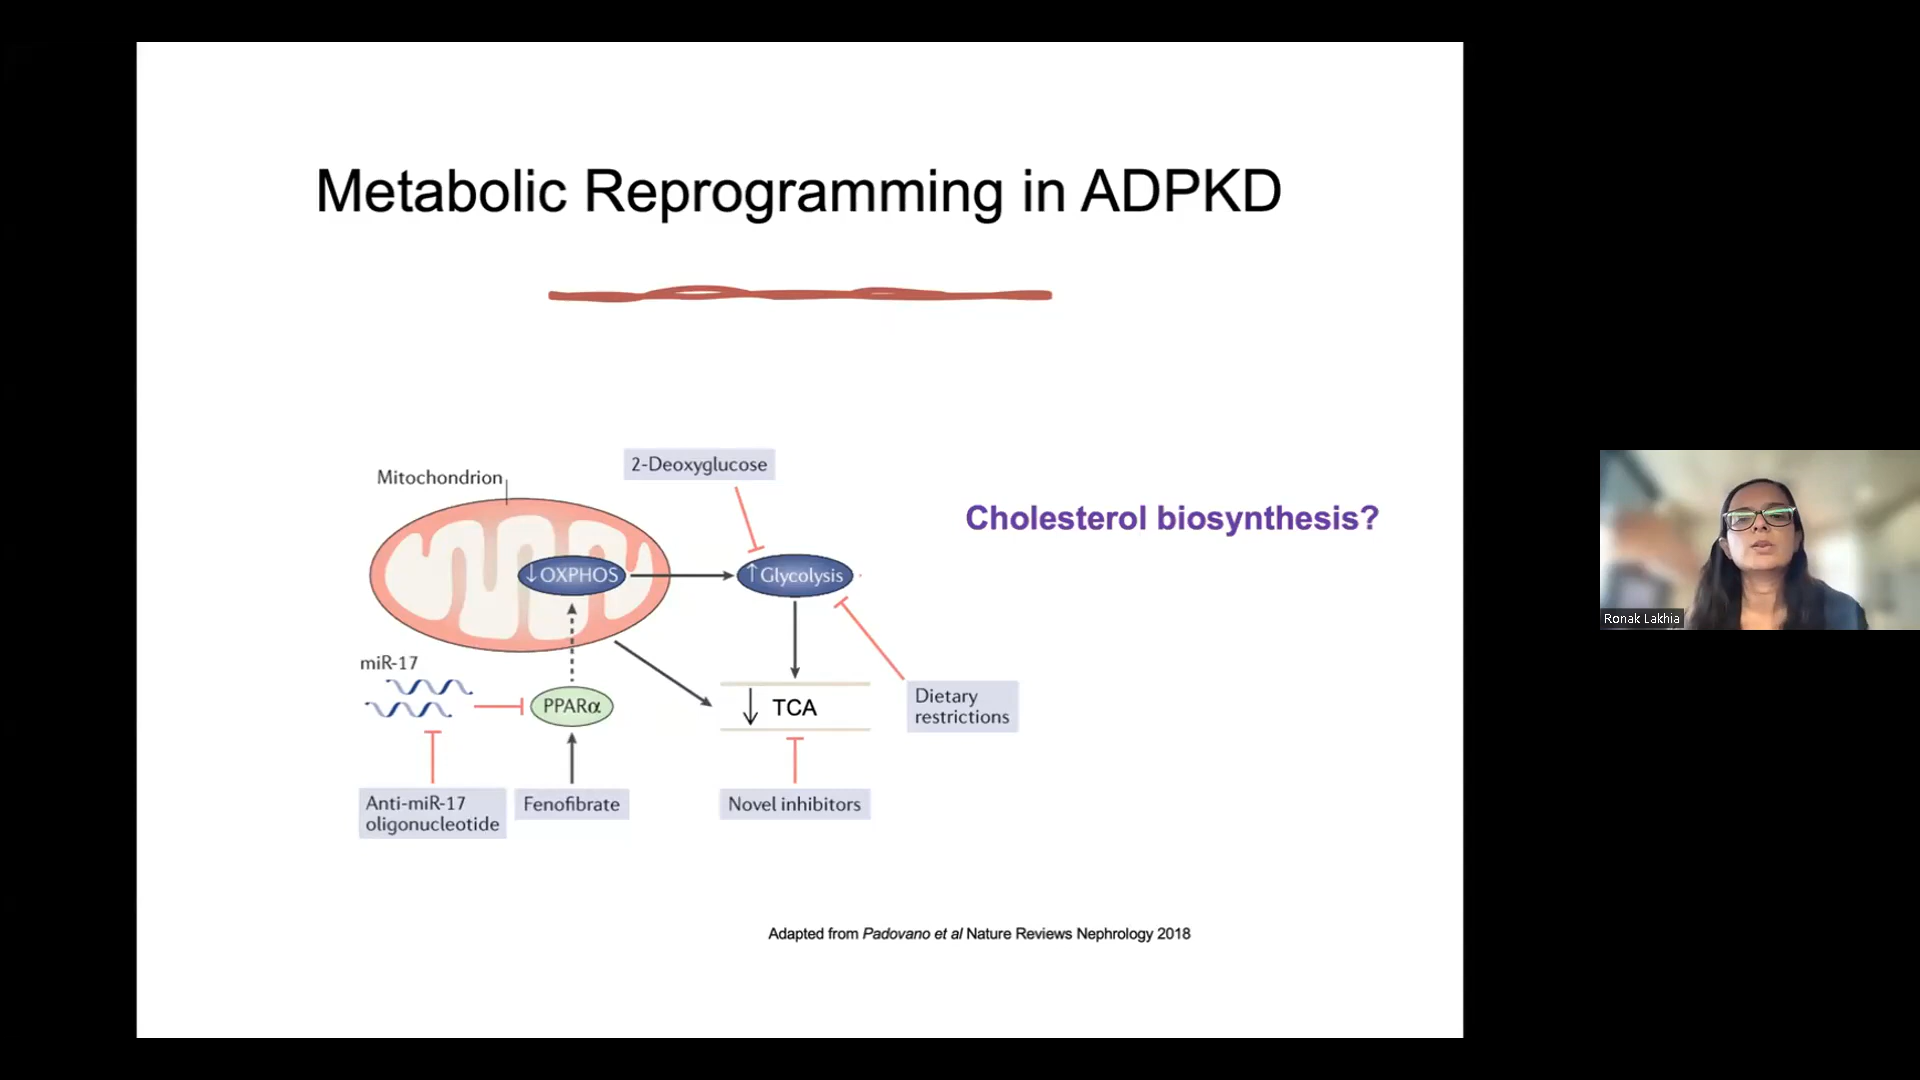 Metabolic Reprogramming in ADPKD
2-Deoxyglucose
Mitochondrion
Cholesterol biosynthesis?
↓OXPHOS
↑Glycolysis
miR-17
PPARα
↓ TCA
Dietary
restrictions
Anti-miR-17
oligonucleotide
Fenofibrate
Novel inhibitors
Adapted from Padovano et al Nature Reviews Nephrology 2018
Ronak Lakhia